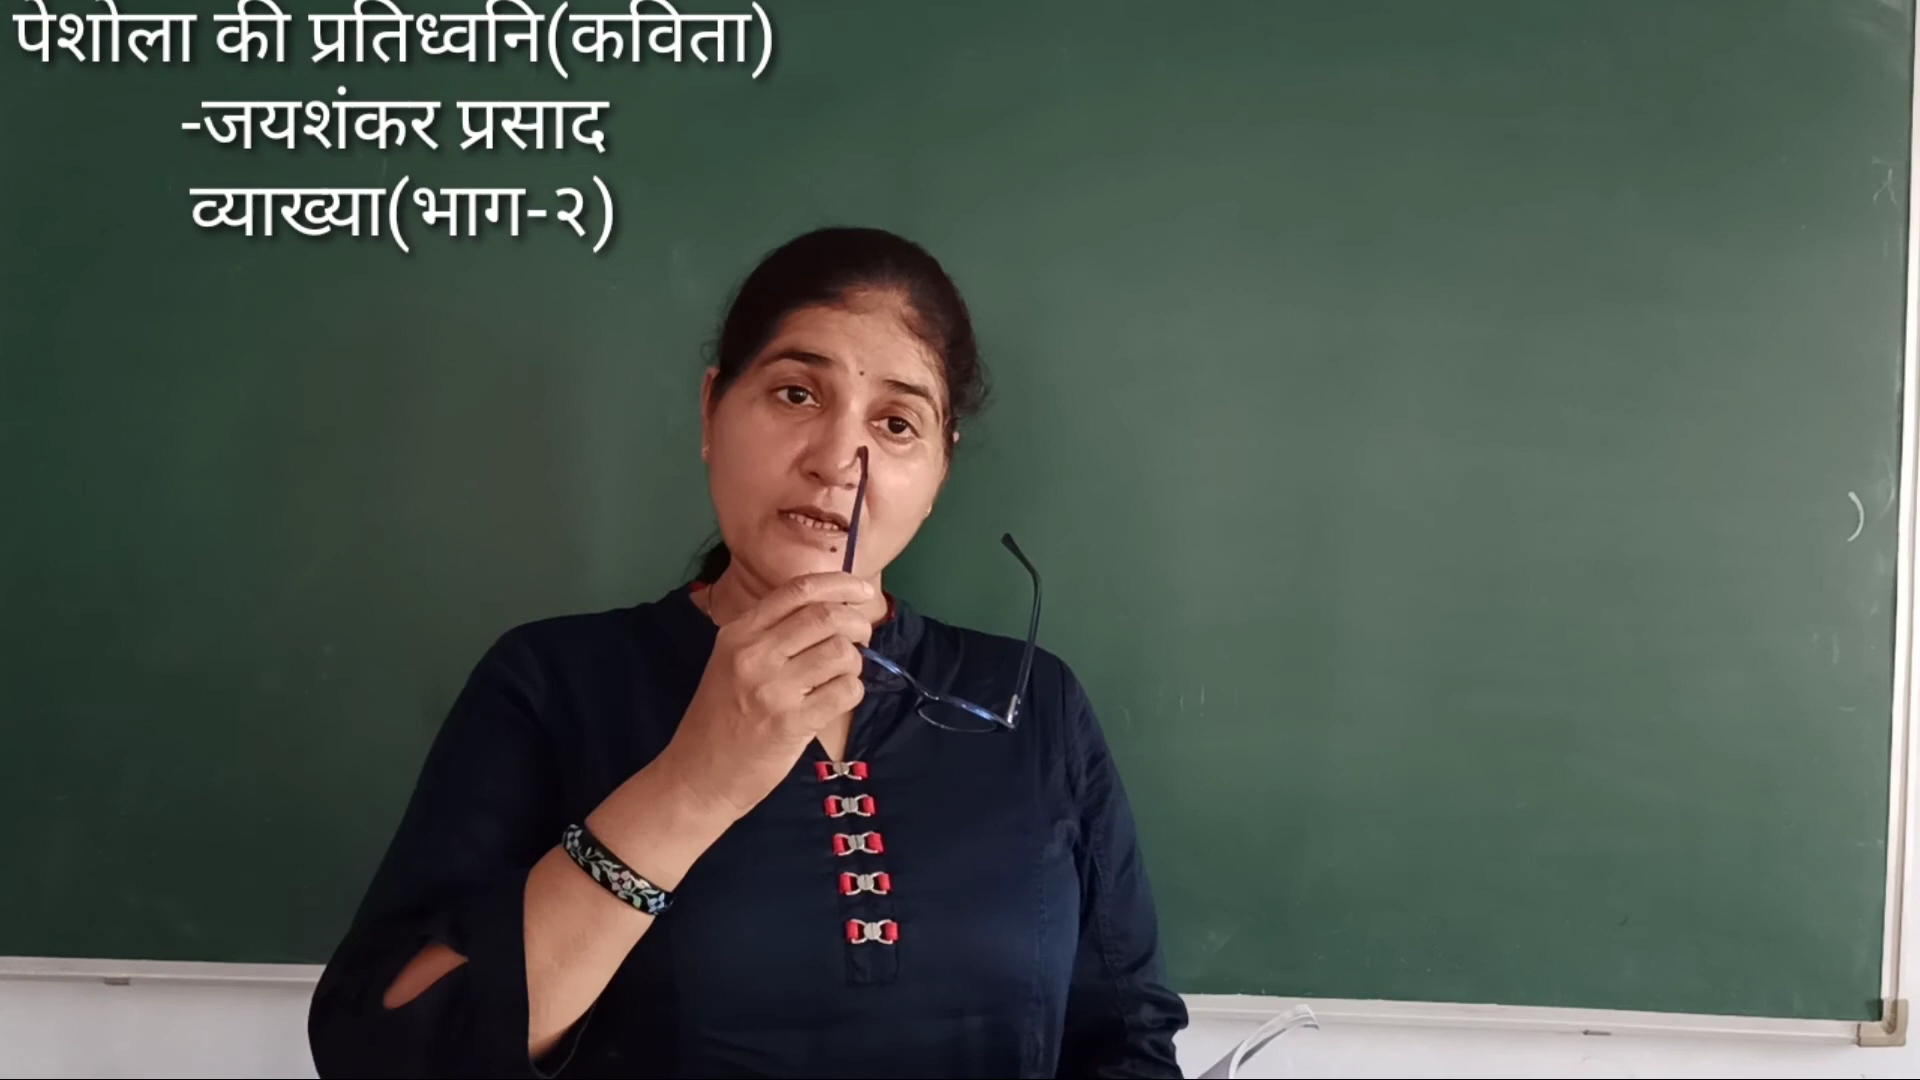 पेशोला की प्रतिध्वनि(कविता)
-जयशंकर प्रसाद
व्याख्या(भाग-२)